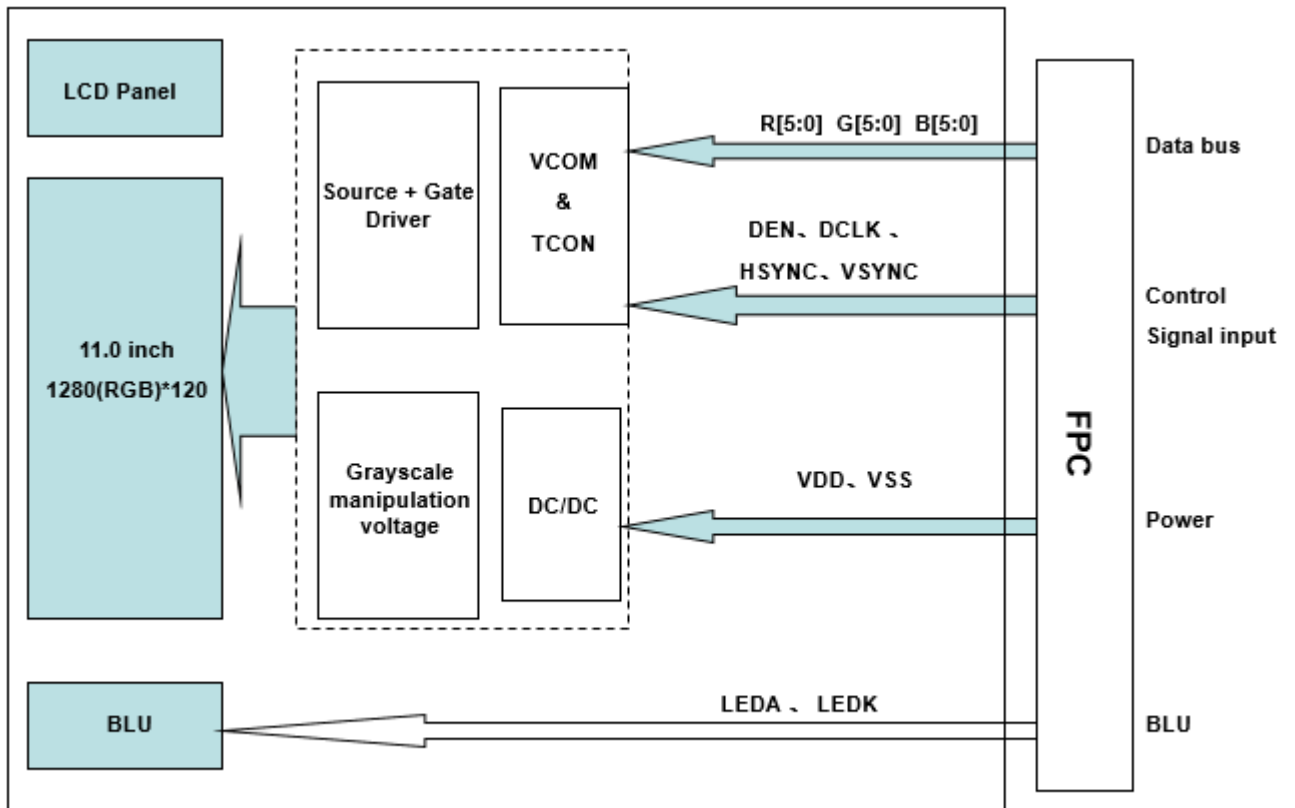 LCD Panel
11.0 inch
1280(RGB)*120
BLU
Source + Gate
Driver
VCOM
&
TCON
Grayscale
manipulation
voltage
DC/DC
R[5:0] G[5:0] B[5:0]
DEN、DCLK、
HSYNC、VSYNC
VDD、VSS
LEDA 、 LEDK
FPC
Data bus
Control
Signal input
Power
BLU